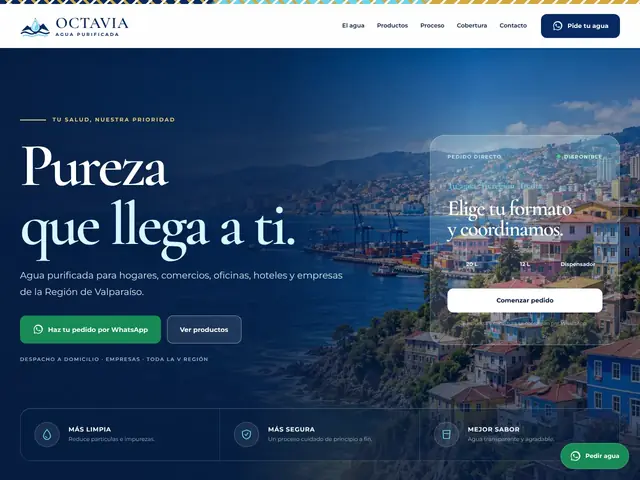 OCTAVIA
AGUA PURIFICADA
El agua
Productos
Proceso
Cobertura
Contacto
Pide tu agua
TU SALUD, NUESTRA PRIORIDAD
Pureza
que llega a ti.
Agua purificada para hogares, comercios, oficinas, hoteles y empresas
de la Región de Valparaíso.
Haz tu pedido por WhatsApp
Ver productos
DESPACHO A DOMICILIO · EMPRESAS · TODA LA V REGIÓN
PEDIDO DIRECTO
DISPONIBLE
Elige tu formato
y coordinamos.
20 L
12 L
Dispensador
Comenzar pedido
MÁS LIMPIA
Reduce partículas e impurezas.
MÁS SEGURA
Un proceso cuidado de principio a fin.
MEJOR SABOR
Agua transparente y agradable.
Pedir agua